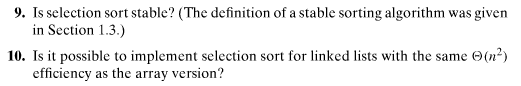 9. Is selection sort stable? (The definition of a stable sorting algorithm was given
in Section 1.3.)
10. Is it possible to implement selection sort for linked lists with the same Θ(n²)
efficiency as the array version?